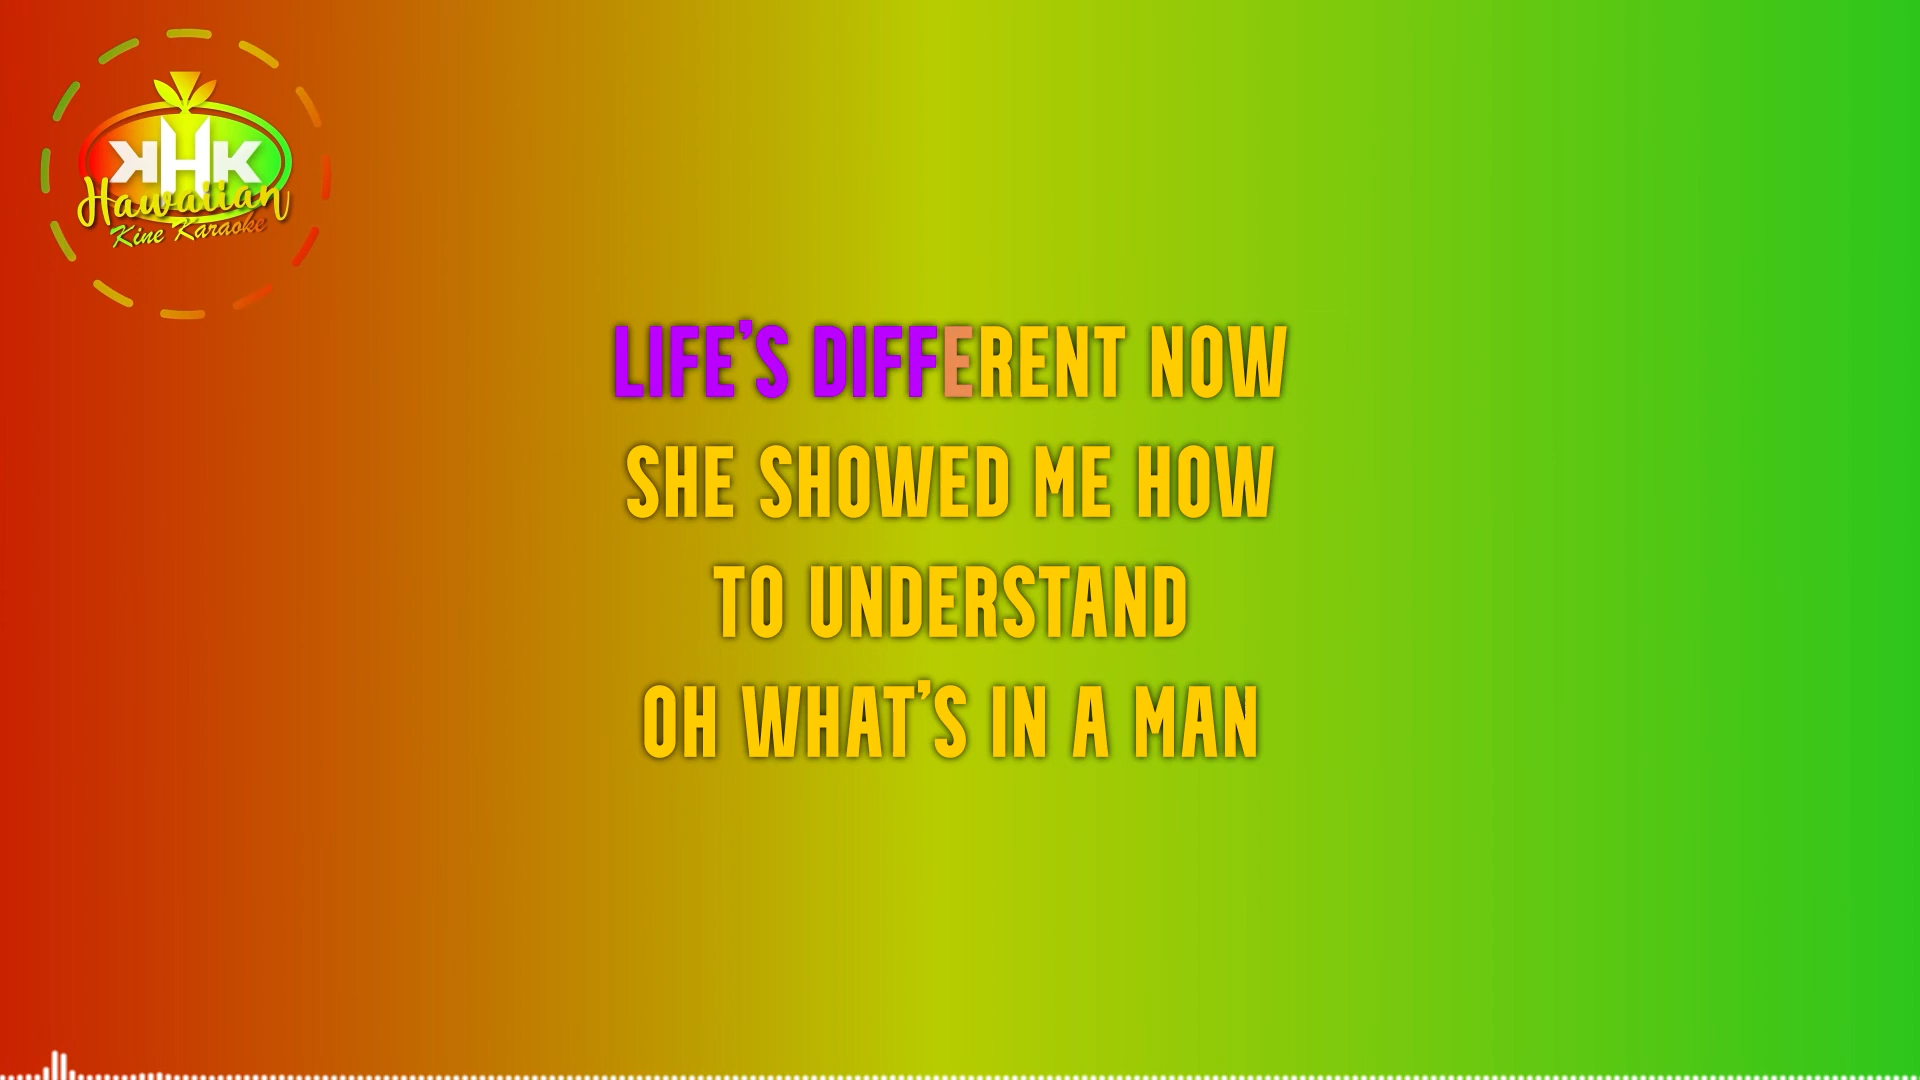 KHK
Hawaiian
Kine Karaoke
LIFE'S DIFFERENT NOW
SHE SHOWED ME HOW
TO UNDERSTAND
OH WHAT'S IN A MAN